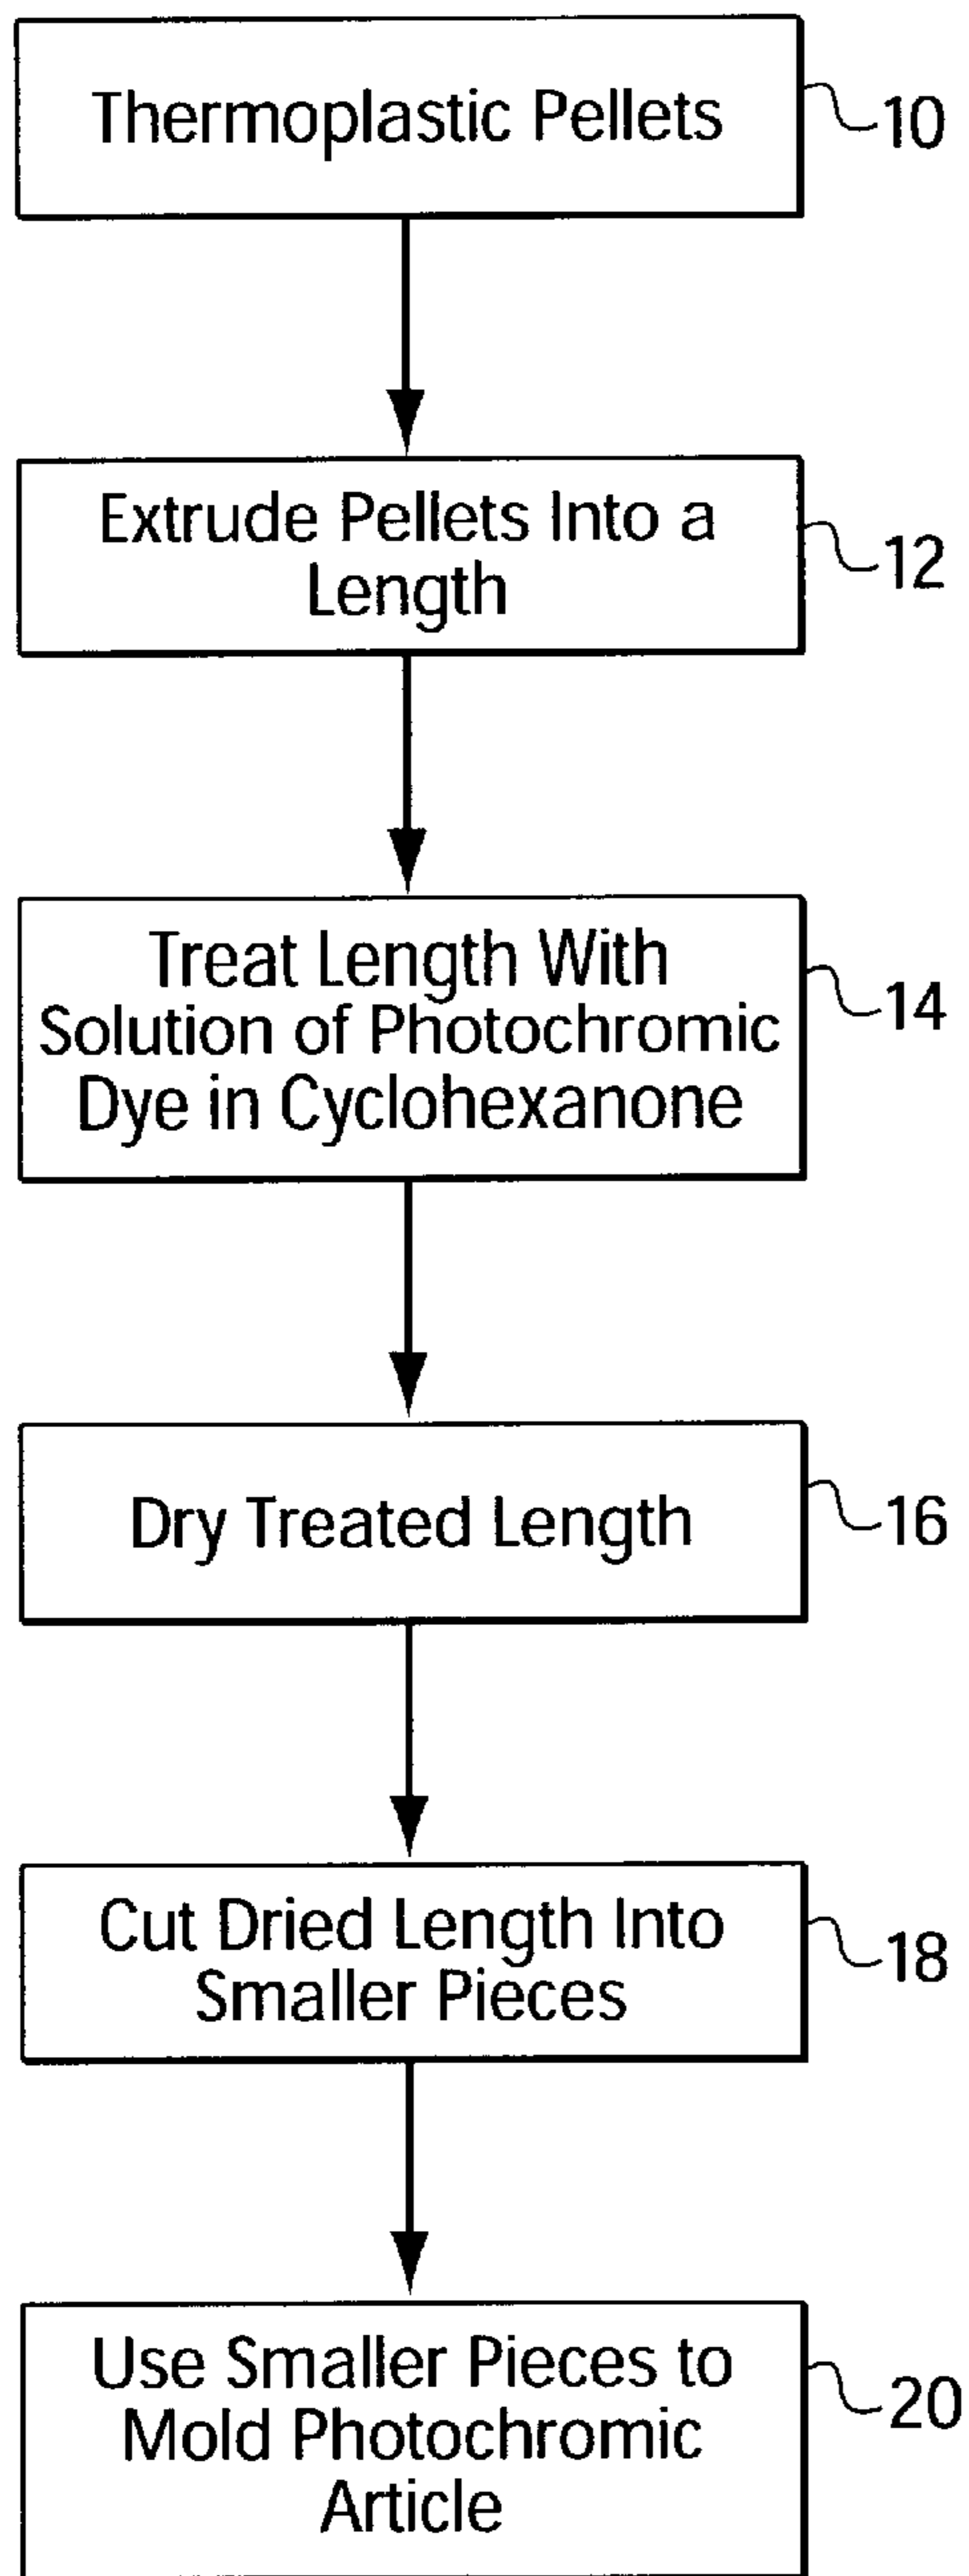 Thermoplastic Pellets
10
Extrude Pellets Into a
Length
12
Treat Length With
Solution of Photochromic
Dye in Cyclohexanone
14
Dry Treated Length
16
Cut Dried Length Into
Smaller Pieces
18
Use Smaller Pieces to
Mold Photochromic
Article
20